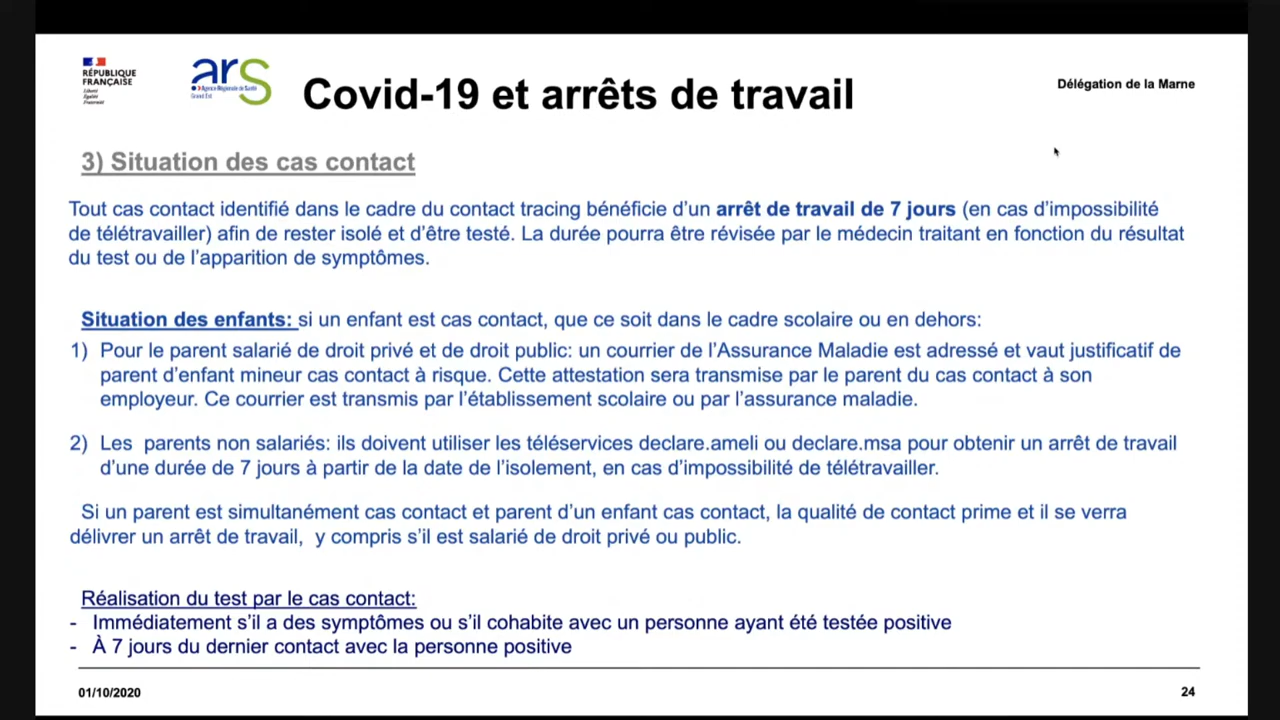 RÉPUBLIQUE
FRANÇAISE
Liberté
Égalité
Fraternité
ars
Agence Régionale de Santé
Grand Est
Covid-19 et arrêts de travail
Délégation de la Marne
3) Situation des cas contact
Tout cas contact identifié dans le cadre du contact tracing bénéficie d’un arrêt de travail de 7 jours (en cas d’impossibilité
de télétravailler) afin de rester isolé et d’être testé. La durée pourra être révisée par le médecin traitant en fonction du résultat
du test ou de l’apparition de symptômes.
Situation des enfants: si un enfant est cas contact, que ce soit dans le cadre scolaire ou en dehors:
1) Pour le parent salarié de droit privé et de droit public: un courrier de l’Assurance Maladie est adressé et vaut justificatif de
parent d’enfant mineur cas contact à risque. Cette attestation sera transmise par le parent du cas contact à son
employeur. Ce courrier est transmis par l’établissement scolaire ou par l’assurance maladie.
2) Les parents non salariés: ils doivent utiliser les téléservices declare.ameli ou declare.msa pour obtenir un arrêt de travail
d’une durée de 7 jours à partir de la date de l’isolement, en cas d’impossibilité de télétravailler.
Si un parent est simultanément cas contact et parent d’un enfant cas contact, la qualité de contact prime et il se verra
délivrer un arrêt de travail, y compris s’il est salarié de droit privé ou public.
Réalisation du test par le cas contact:
- Immédiatement s’il a des symptômes ou s’il cohabite avec un personne ayant été testée positive
- À 7 jours du dernier contact avec la personne positive
01/10/2020
24